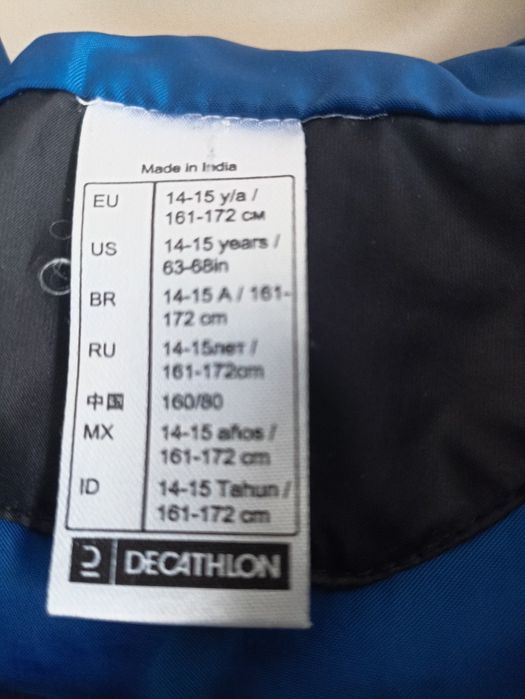 Made in India
EU 14-15 y/a /
161-172 см
US 14-15 years /
63-68in
BR 14-15 A / 161-
172 cm
RU 14-15лет /
161-172cm
中国 160/80
MX 14-15 años /
161-172 cm
ID 14-15 Tahun /
161-172 cm
DECATHLON